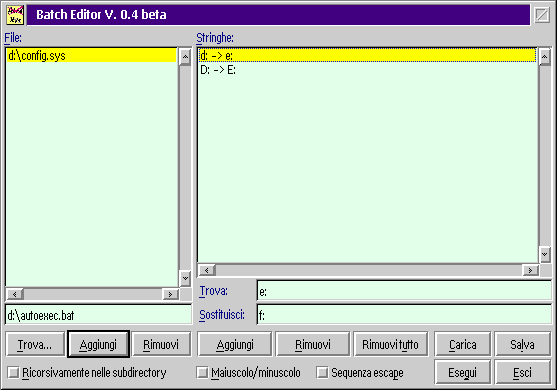 Batch Editor V. 0.4 beta
File:
Stringhe:
d:\config.sys
d: -> e:
D: -> E:
Trova:
e:
d:\autoexec.bat
Sostituisci:
f:
Trova...
Aggiungi
Rimuovi
Aggiungi
Rimuovi
Rimuovi tutto
Carica
Salva
Ricorsivamente nelle subdirectory
Maiuscolo/minuscolo
Sequenza escape
Esegui
Esci